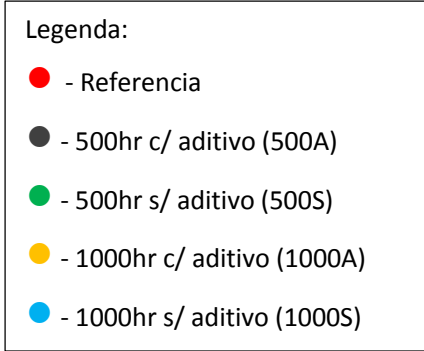 Legenda:
- Referencia
- 500hr c/ aditivo (500A)
- 500hr s/ aditivo (500S)
- 1000hr c/ aditivo (1000A)
- 1000hr s/ aditivo (1000S)